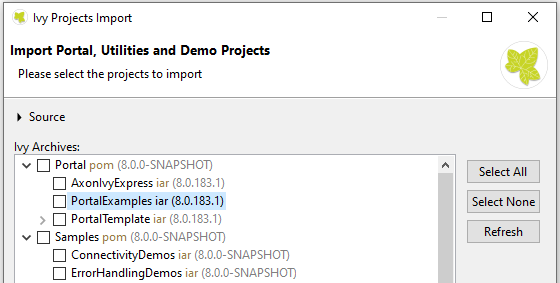 Ivy Projects Import
Import Portal, Utilities and Demo Projects
Please select the projects to import
Source
Ivy Archives:
Portal pom (8.0.0-SNAPSHOT)
AxonIvyExpress iar (8.0.183.1)
PortalExamples iar (8.0.183.1)
PortalTemplate iar (8.0.183.1)
Samples pom (8.0.0-SNAPSHOT)
ConnectivityDemos iar (8.0.0-SNAPSHOT)
ErrorHandlingDemos iar (8.0.0-SNAPSHOT)
Select All
Select None
Refresh